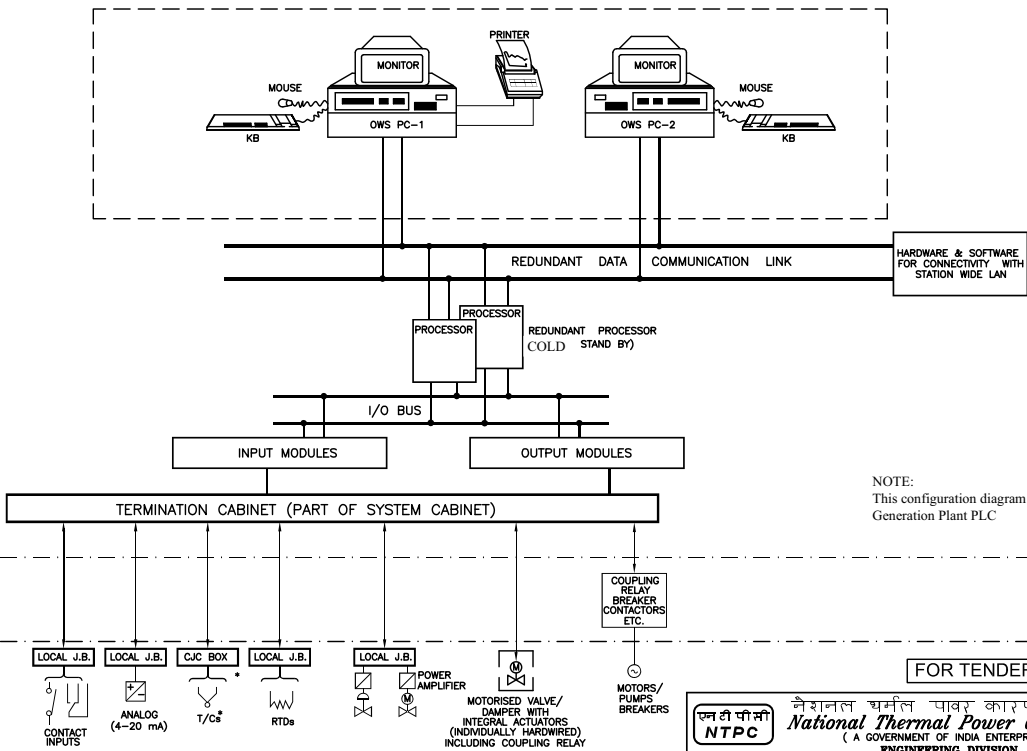 PRINTER
MONITOR
MONITOR
MOUSE
MOUSE
OWS PC-1
OWS PC-2
KB
KB
REDUNDANT DATA COMMUNICATION LINK
HARDWARE & SOFTWARE
FOR CONNECTIVITY WITH
STATION WIDE LAN
PROCESSOR
PROCESSOR
REDUNDANT PROCESSOR
COLD STAND BY)
I/O BUS
INPUT MODULES
OUTPUT MODULES
NOTE:
This configuration diagram
Generation Plant PLC
TERMINATION CABINET (PART OF SYSTEM CABINET)
COUPLING
RELAY
BREAKER
CONTACTORS
ETC.
LOCAL J.B.
LOCAL J.B.
CJC BOX
*
LOCAL J.B.
LOCAL J.B.
M
POWER
AMPLIFIER
M
CONTACT
INPUTS
ANALOG
(4-20 mA)
T/Cs*
RTDs
MOTORISED VALVE/
DAMPER WITH
INTEGRAL ACTUATORS
(INDIVIDUALLY HARDWIRED)
INCLUDING COUPLING RELAY
MOTORS/
PUMPS
BREAKERS
FOR TENDER
एन टी पी सी
NTPC
नेशनल थर्मल पावर
National Thermal Power
( A GOVERNMENT OF INDIA ENTERPR
ENGINEERING DIVISION